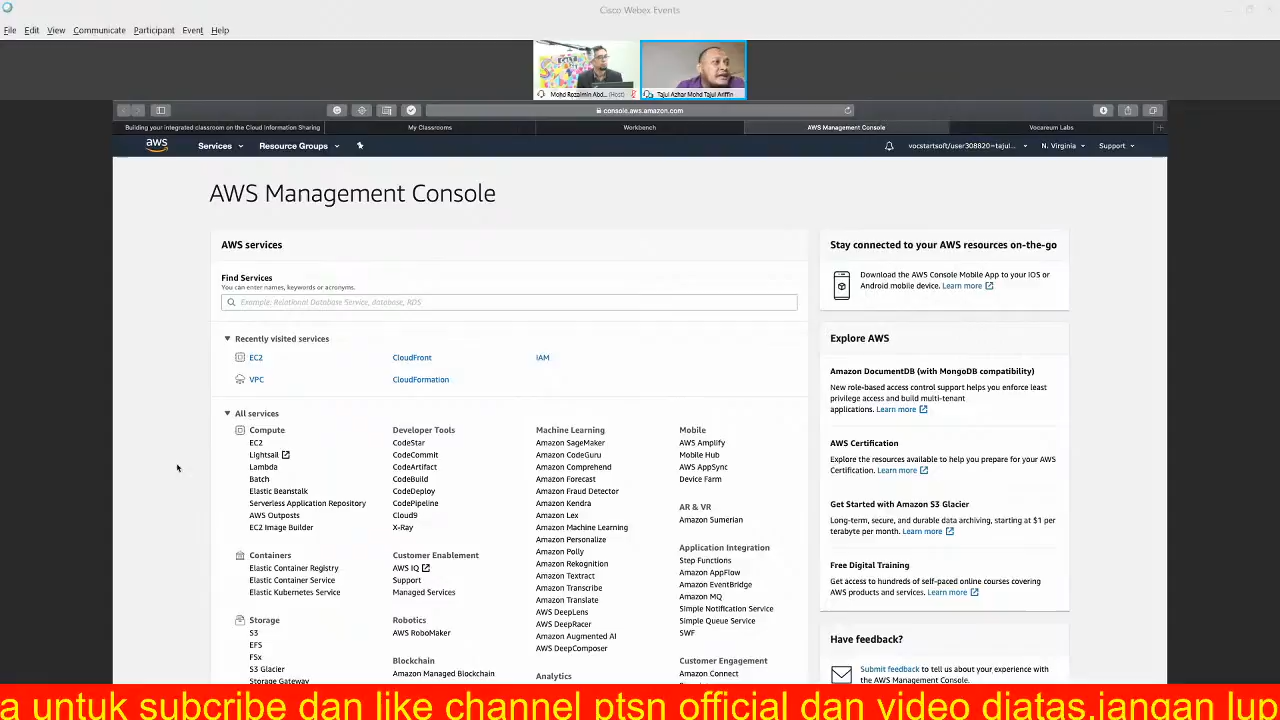 Cisco Webex Events
File Edit View Communicate Participant Event Help
CeLT
Mohd Rozaimin Abd... (Host)
Tajul Azhar Mohd Tajul Ariffin
console.aws.amazon.com
Building your integrated classroom on the Cloud Information Sharing
My Classrooms
Workbench
AWS Management Console
Vocareum Labs
aws
Services
Resource Groups
vocstartsoft/user308820=tajul...
N. Virginia
Support
AWS Management Console
AWS services
Find Services
You can enter names, keywords or acronyms.
Example: Relational Database Service, database, RDS
Recently visited services
EC2
CloudFront
IAM
VPC
CloudFormation
All services
Compute
EC2
Lightsail
Lambda
Batch
Elastic Beanstalk
Serverless Application Repository
AWS Outposts
EC2 Image Builder
Containers
Elastic Container Registry
Elastic Container Service
Elastic Kubernetes Service
Storage
S3
EFS
FSx
S3 Glacier
Storage Gateway
Developer Tools
CodeStar
CodeCommit
CodeArtifact
CodeBuild
CodeDeploy
CodePipeline
Cloud9
X-Ray
Customer Enablement
AWS IQ
Support
Managed Services
Robotics
AWS RoboMaker
Blockchain
Amazon Managed Blockchain
Machine Learning
Amazon SageMaker
Amazon CodeGuru
Amazon Comprehend
Amazon Forecast
Amazon Fraud Detector
Amazon Kendra
Amazon Lex
Amazon Machine Learning
Amazon Personalize
Amazon Polly
Amazon Rekognition
Amazon Textract
Amazon Transcribe
Amazon Translate
AWS DeepLens
AWS DeepRacer
Amazon Augmented AI
AWS DeepComposer
Analytics
Mobile
AWS Amplify
Mobile Hub
AWS AppSync
Device Farm
AR & VR
Amazon Sumerian
Application Integration
Step Functions
Amazon AppFlow
Amazon EventBridge
Amazon MQ
Simple Notification Service
Simple Queue Service
SWF
Customer Engagement
Amazon Connect
Stay connected to your AWS resources on-the-go
Download the AWS Console Mobile App to your iOS or
Android mobile device. Learn more
Explore AWS
Amazon DocumentDB (with MongoDB compatibility)
New role-based access control support helps you enforce least
privilege access and build multi-tenant
applications. Learn more
AWS Certification
Explore the resources available to help you prepare for your AWS
Certification. Learn more
Get Started with Amazon S3 Glacier
Long-term, secure, and durable data archiving, starting at $1 per
terabyte per month. Learn more
Free Digital Training
Get access to hundreds of self-paced online courses covering
AWS products and services. Learn more
Have feedback?
Submit feedback to tell us about your experience with
the AWS Management Console.
a untuk subcribe dan like channel ptsn official dan video diatas,jangan lup